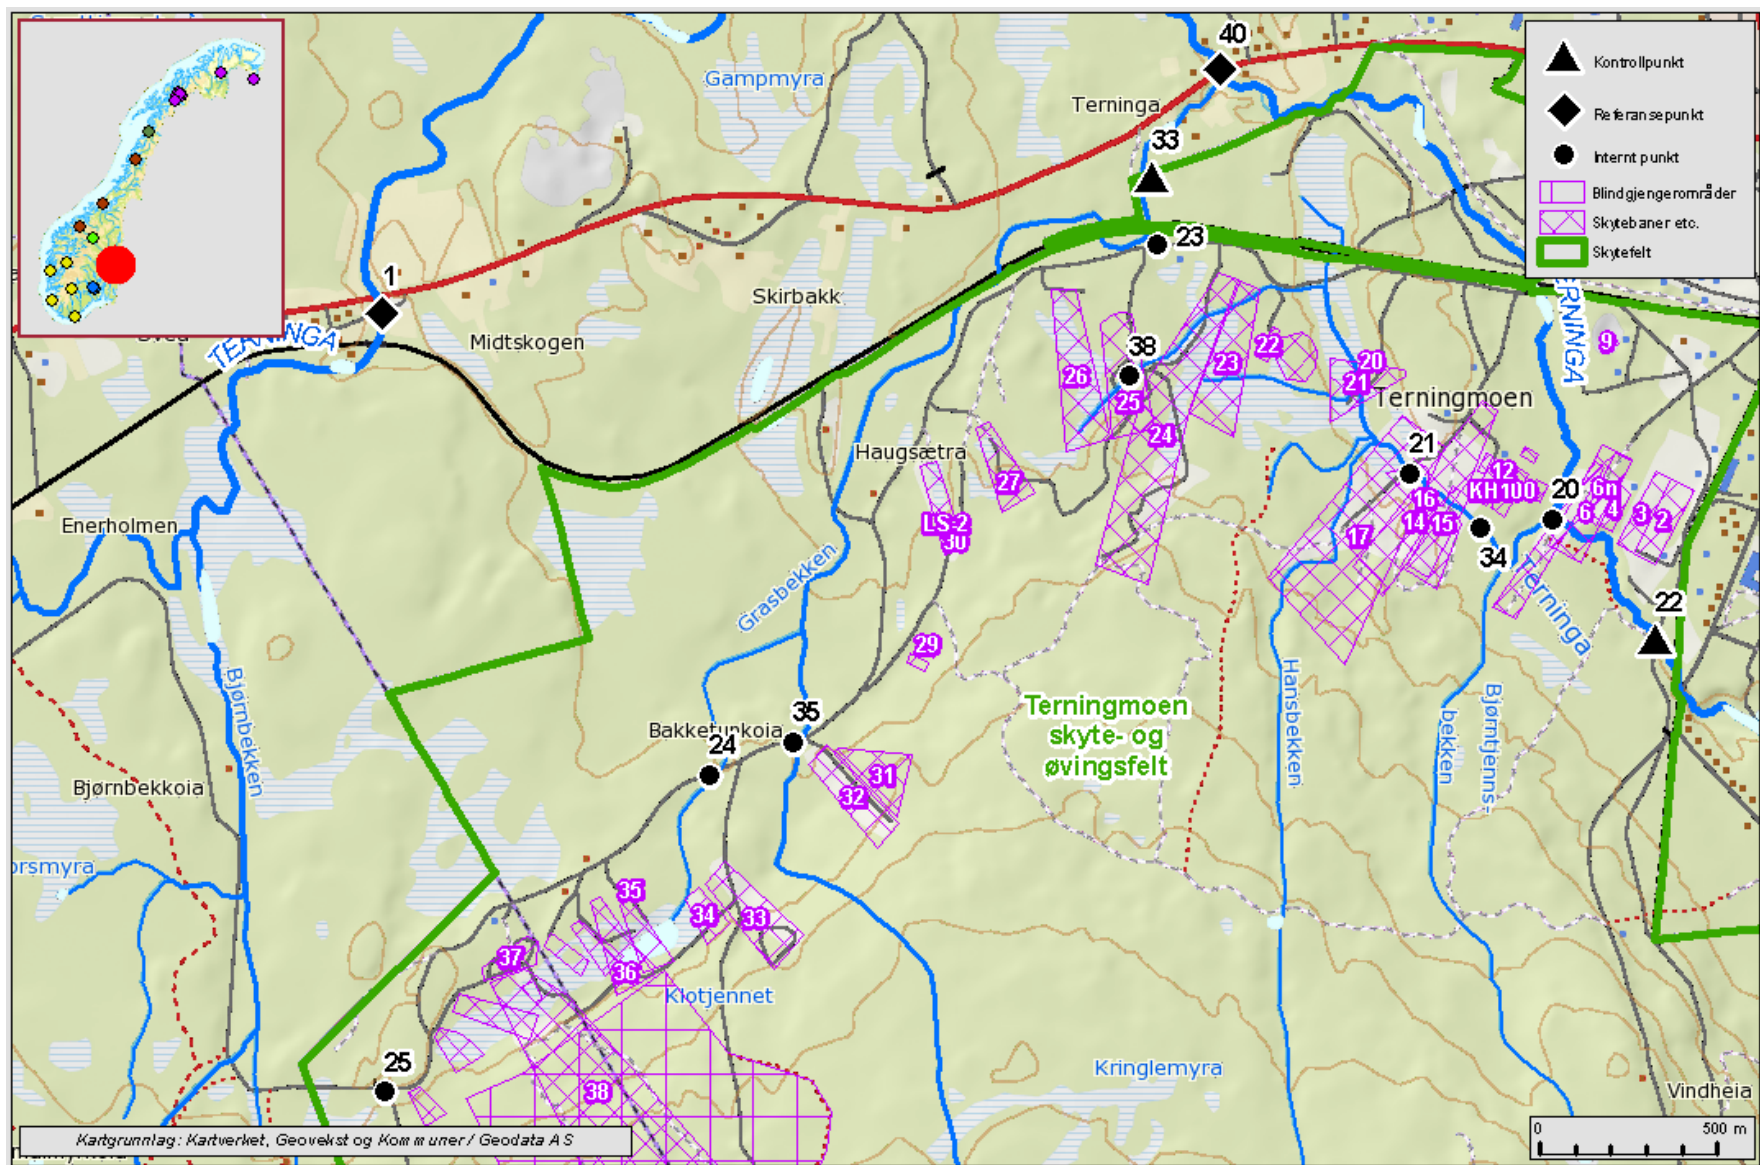 40
Gampmyra
Terninga
33
Kontrollpunkt
Referansepunkt
Internt punkt
Blindgjengerområder
Skytebaner etc.
Skytefelt
23
1
Skirbakk
TERNINGA
Midtskogen
38
26
25
23
22
20
21
9
24
Terningmoen
Haugsætra
27
LS-2
30
21
12
KH100
16
14
15
17
34
20
6n
6
4
3
2
Enerholmen
Grasbekken
Terninga
22
29
Bjørnbekken
Hansbekken
Bjørntjenns-
bekken
Terningmoen
skyte- og
øvingsfelt
35
Bakketunkoia
24
31
32
Bjørnbekkoia
35
34
33
37
36
Klotjennet
25
38
Kringlemyra
Vindheia
Kartgrunnlag: Kartverket, Geovekst og Kommuner / Geodata AS
0 500 m